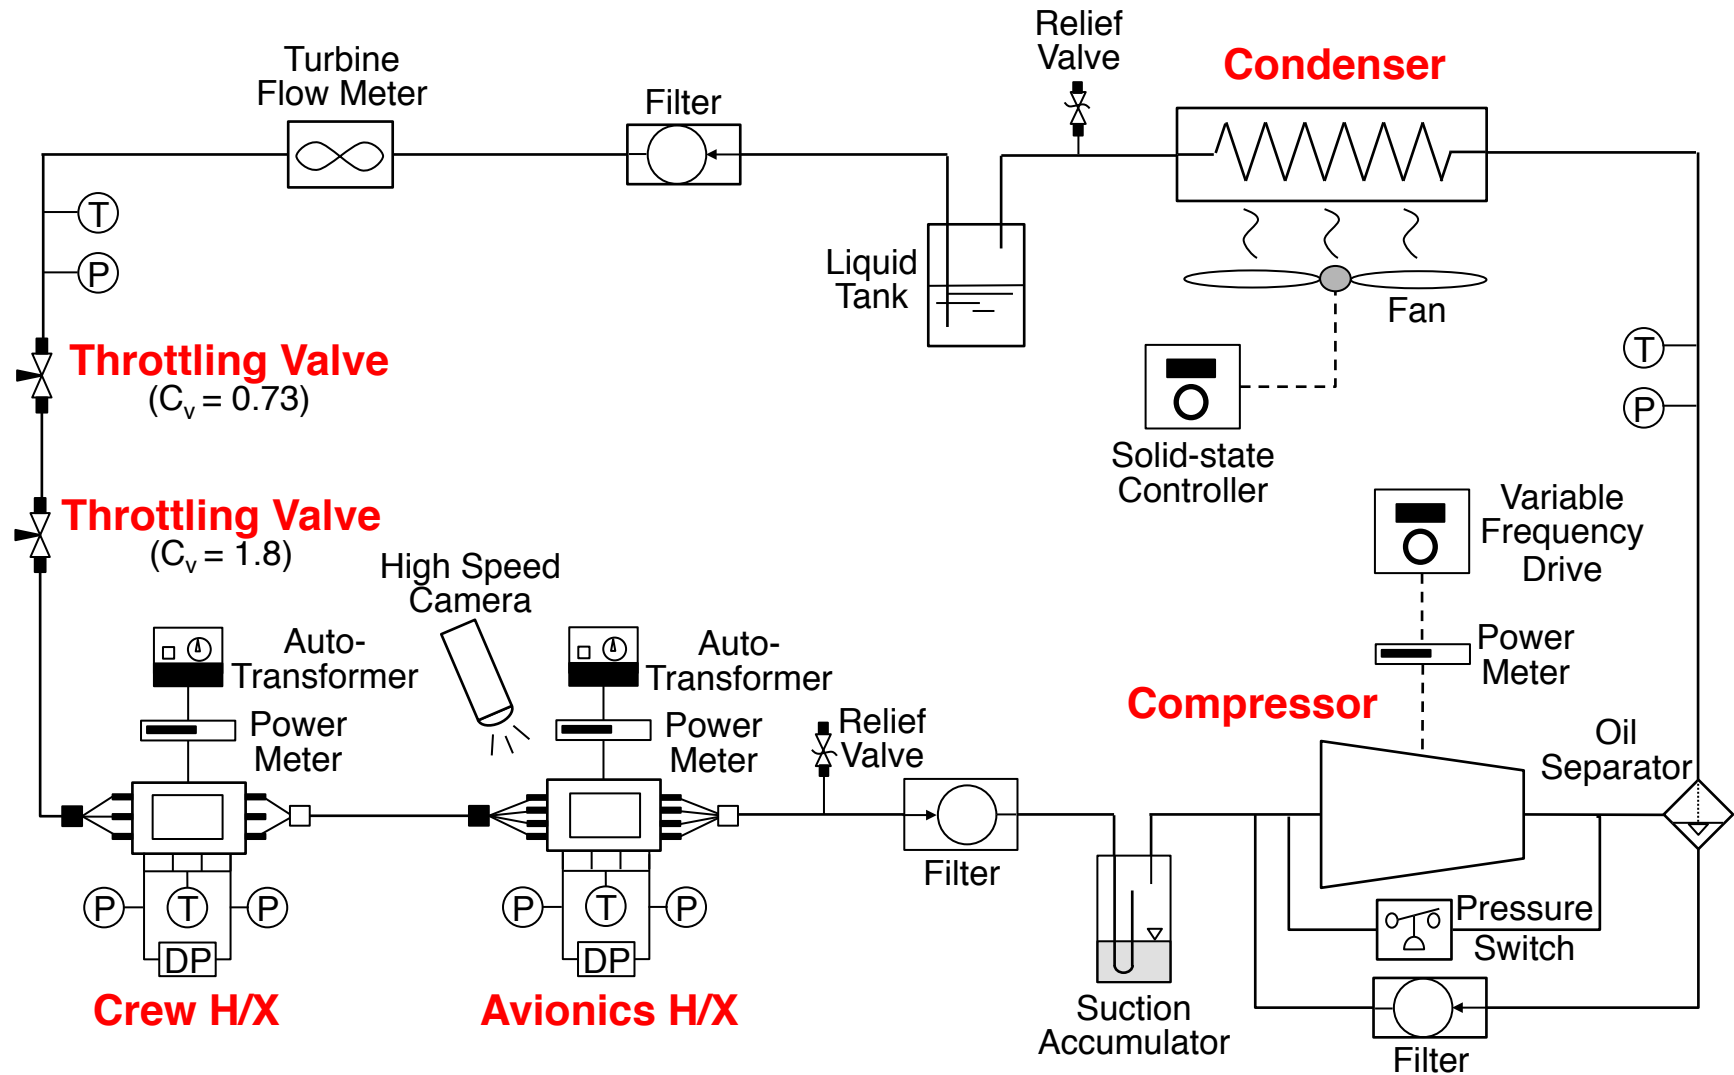 Relief
Valve
Condenser
Turbine
Flow Meter
Filter
T
P
Liquid
Tank
Fan
T
P
Throttling Valve
(Cv = 0.73)
Solid-state
Controller
Throttling Valve
(Cv = 1.8)
Variable
Frequency
Drive
High Speed
Camera
Auto-
Transformer
Auto-
Transformer
Power
Meter
Power
Meter
Power
Meter
Relief
Valve
Compressor
Oil
Separator
Filter
P
T
P
P
T
P
Pressure
Switch
DP
DP
Crew H/X
Avionics H/X
Suction
Accumulator
Filter